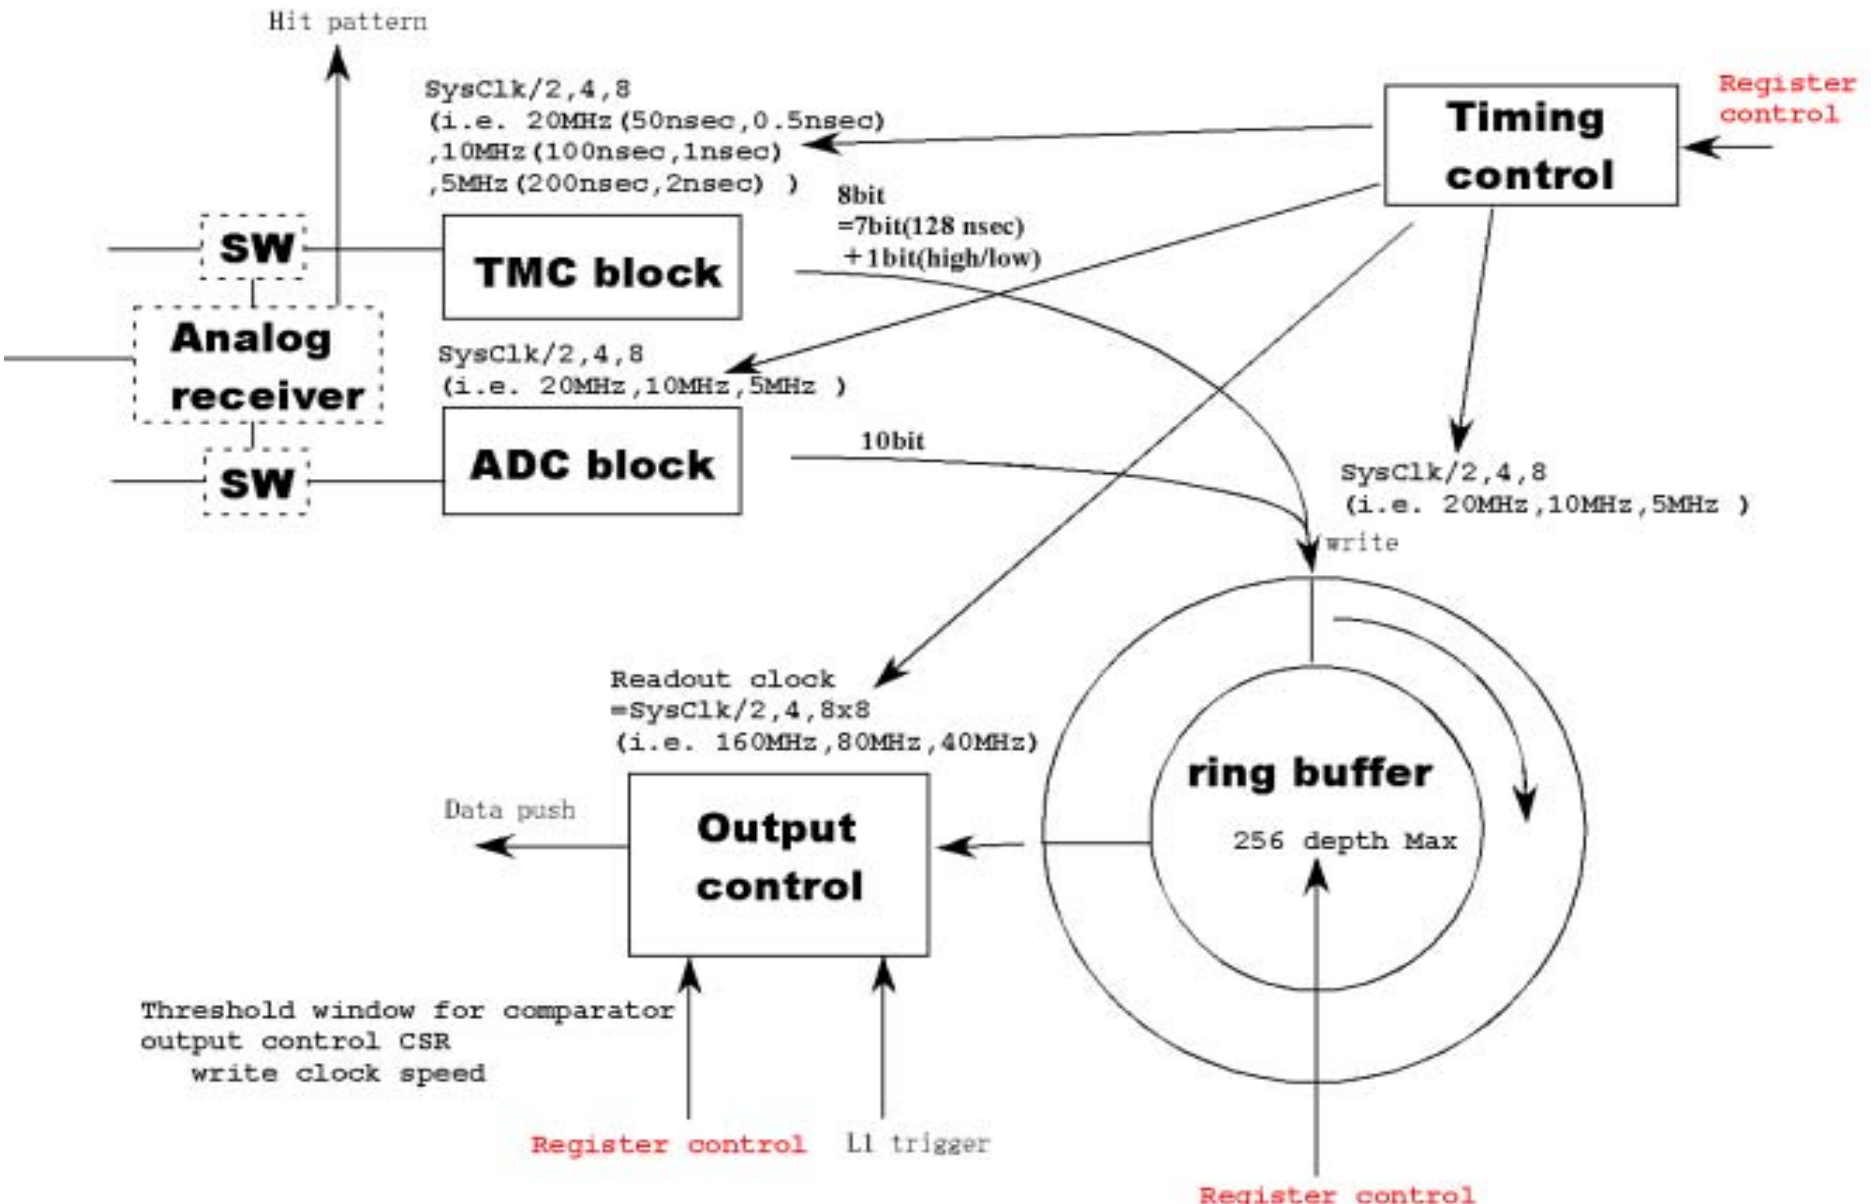 Hit pattern
SysClk/2,4,8
(i.e. 20MHz(50nsec,0.5nsec)
,10MHz(100nsec,1nsec)
,5MHz(200nsec,2nsec) )
Timing
control
Register
control
8bit
=7bit(128 nsec)
+1bit(high/low)
SW
TMC block
Analog
receiver
SysClk/2,4,8
(i.e. 20MHz,10MHz,5MHz )
SW
ADC block
10bit
SysClk/2,4,8
(i.e. 20MHz,10MHz,5MHz )
write
Readout clock
=SysClk/2,4,8x8
(i.e. 160MHz,80MHz,40MHz)
ring buffer
256 depth Max
Data push
Output
control
Threshold window for comparator
output control CSR
write clock speed
Register control
L1 trigger
Register control